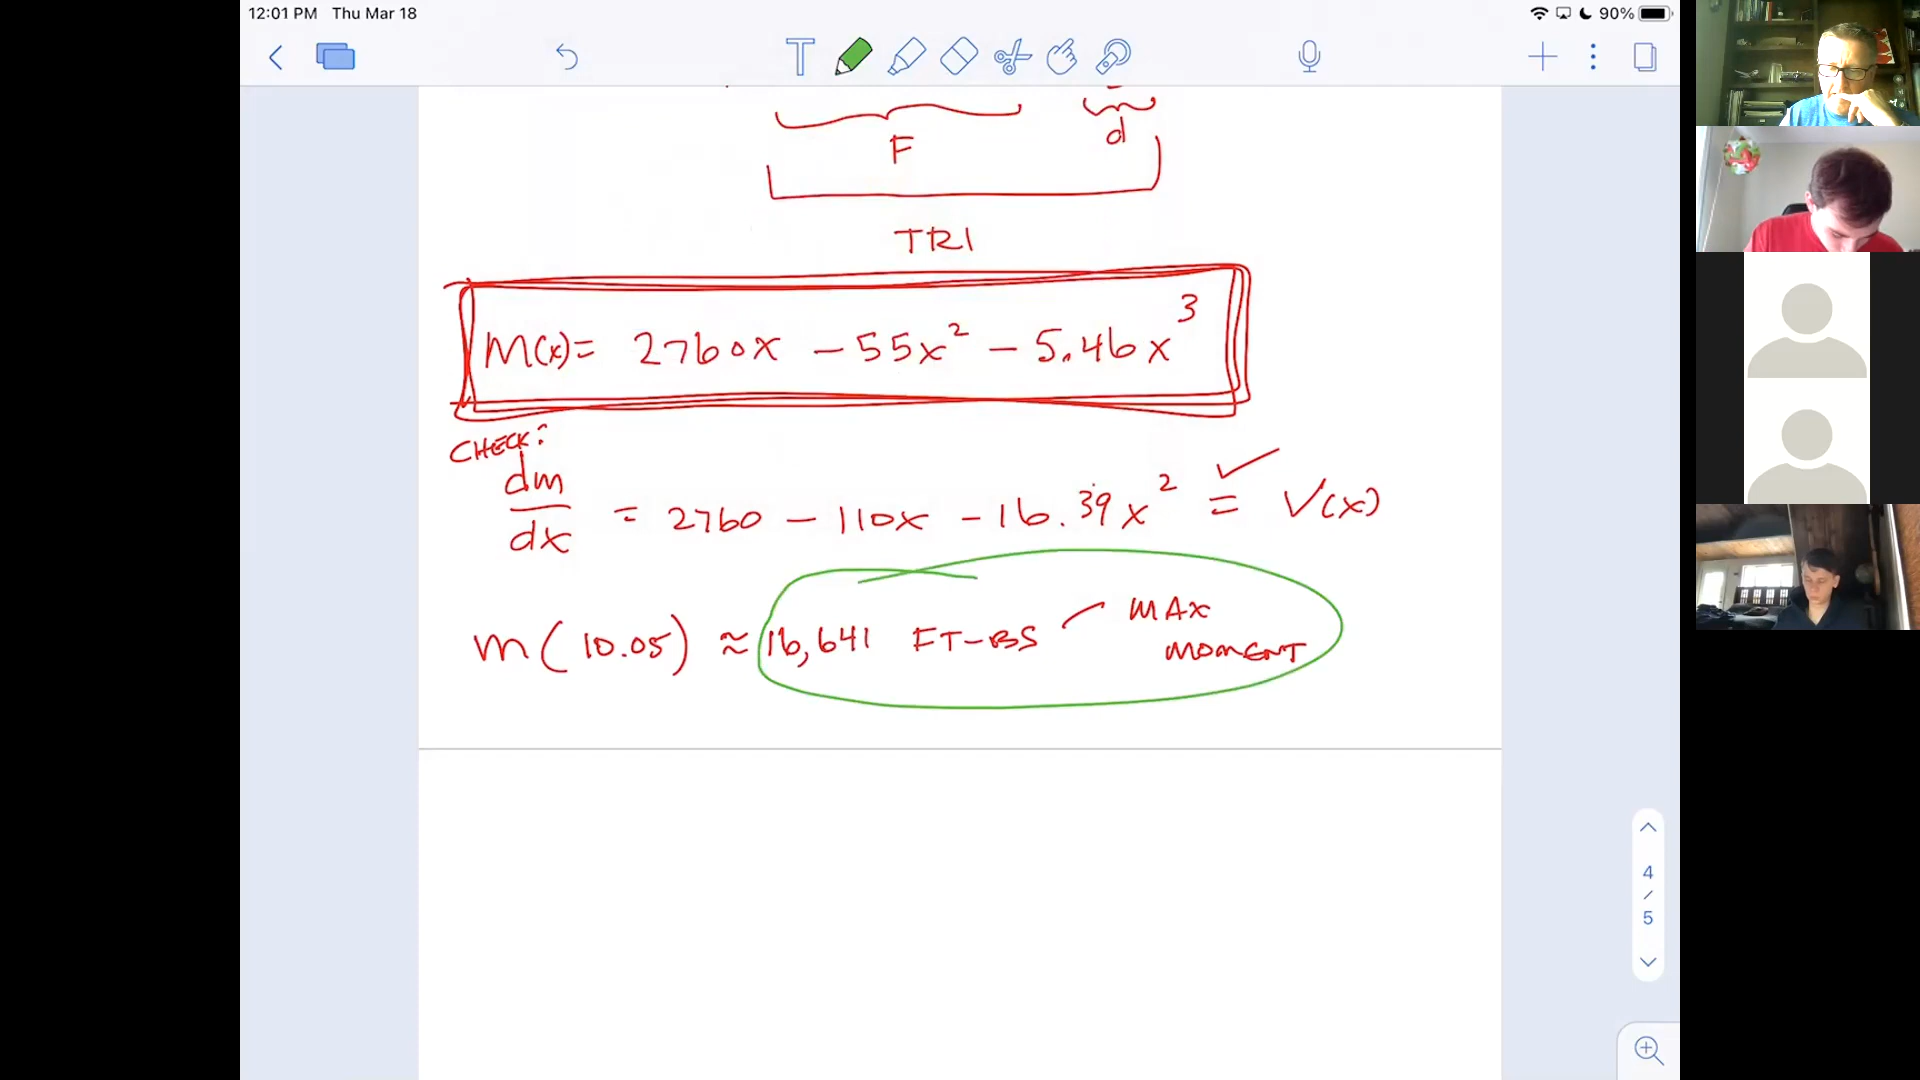 12:01 PM Thu Mar 18
90%
T
F
d
TRI
M(x)= 2760x - 55x² - 5.46x³
CHECK:
dm/dx = 2760 - 110x - 16.39x² = V(x)
m(10.05) ≈ 16,641 FT-LBS
MAX
MOMENT
4
/
5